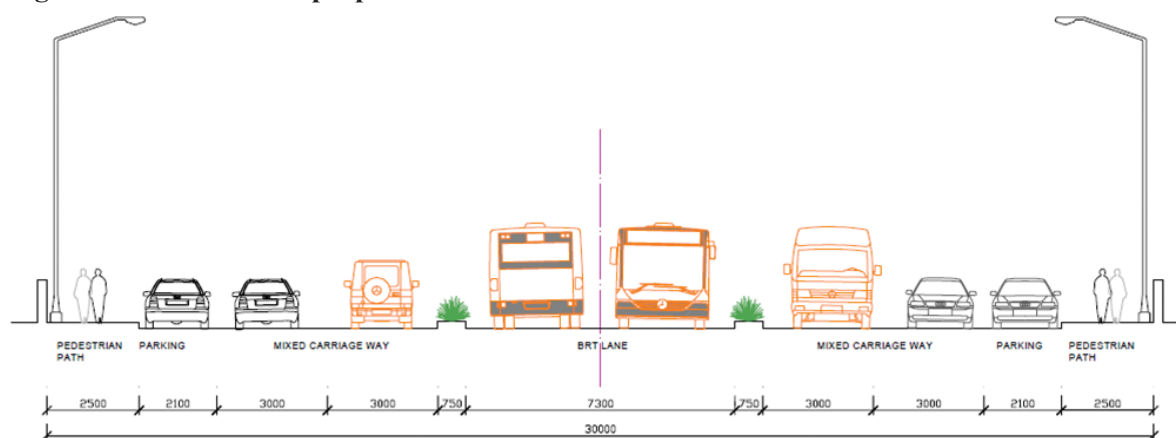 PEDESTRIAN PATH
PARKING
MIXED CARRIAGE WAY
BRT LANE
MIXED CARRIAGE WAY
PARKING
PEDESTRIAN PATH
2500 2100 3000 3000 750 7300 750 3000 3000 2100 2500
30000